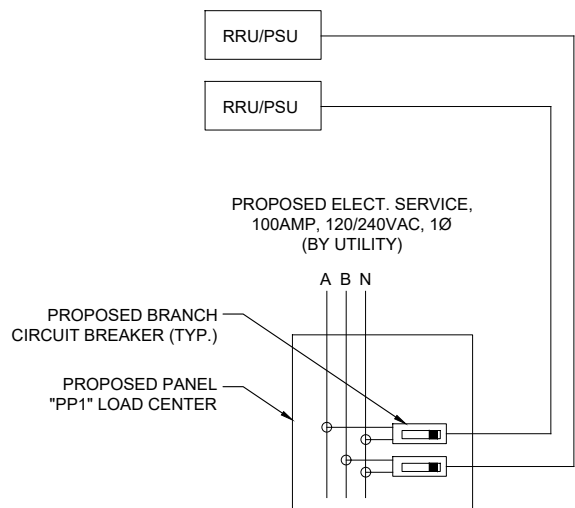 RRU/PSU
RRU/PSU
PROPOSED ELECT. SERVICE,
100AMP, 120/240VAC, 1Ø
(BY UTILITY)
A B N
PROPOSED BRANCH
CIRCUIT BREAKER (TYP.)
PROPOSED PANEL
"PP1" LOAD CENTER